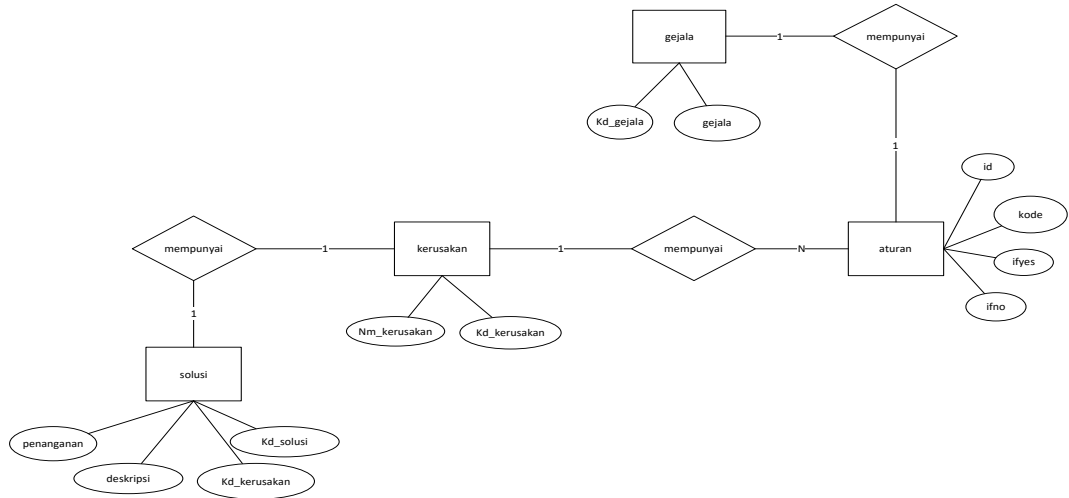 gejala
1
mempunyai
Kd_gejala
gejala
1
id
kode
mempunyai
1
kerusakan
1
mempunyai
N
aturan
ifyes
ifno
1
Nm_kerusakan
Kd_kerusakan
solusi
penanganan
Kd_solusi
deskripsi
Kd_kerusakan